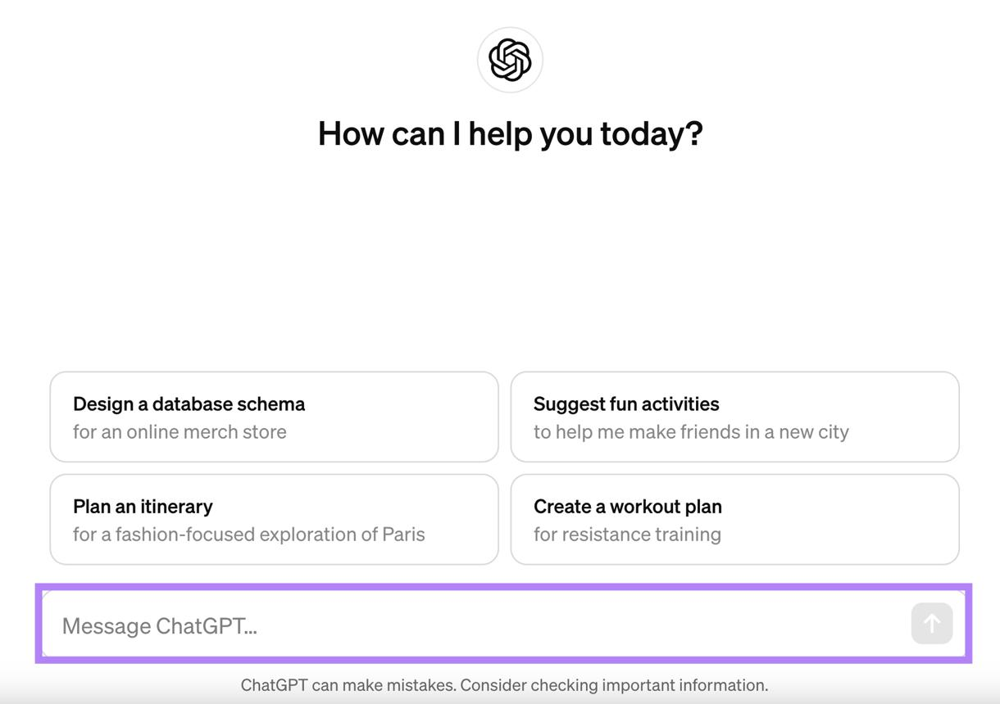 How can I help you today?
Design a database schema
for an online merch store
Suggest fun activities
to help me make friends in a new city
Plan an itinerary
for a fashion-focused exploration of Paris
Create a workout plan
for resistance training
Message ChatGPT...
ChatGPT can make mistakes. Consider checking important information.